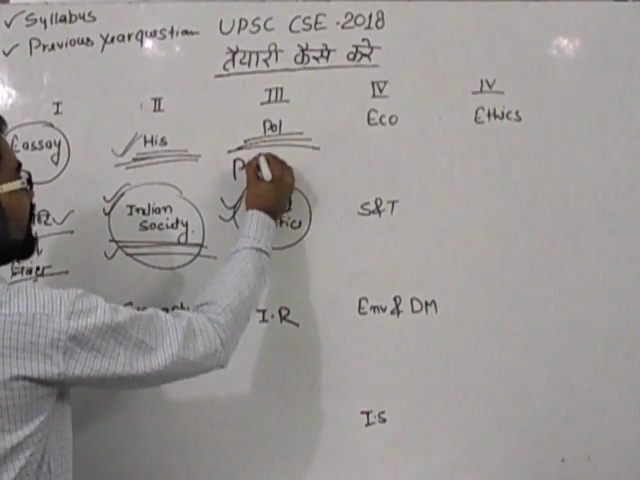 ✓ Syllabus
✓ Previous Year question
UPSC CSE-2018
तैयारी कैसे करे
I II III IV IV
Eassay ✓ His Pol Eco Ethics
P
✓ Indian Society ✓ S&T
I.R Env & DM
I.S